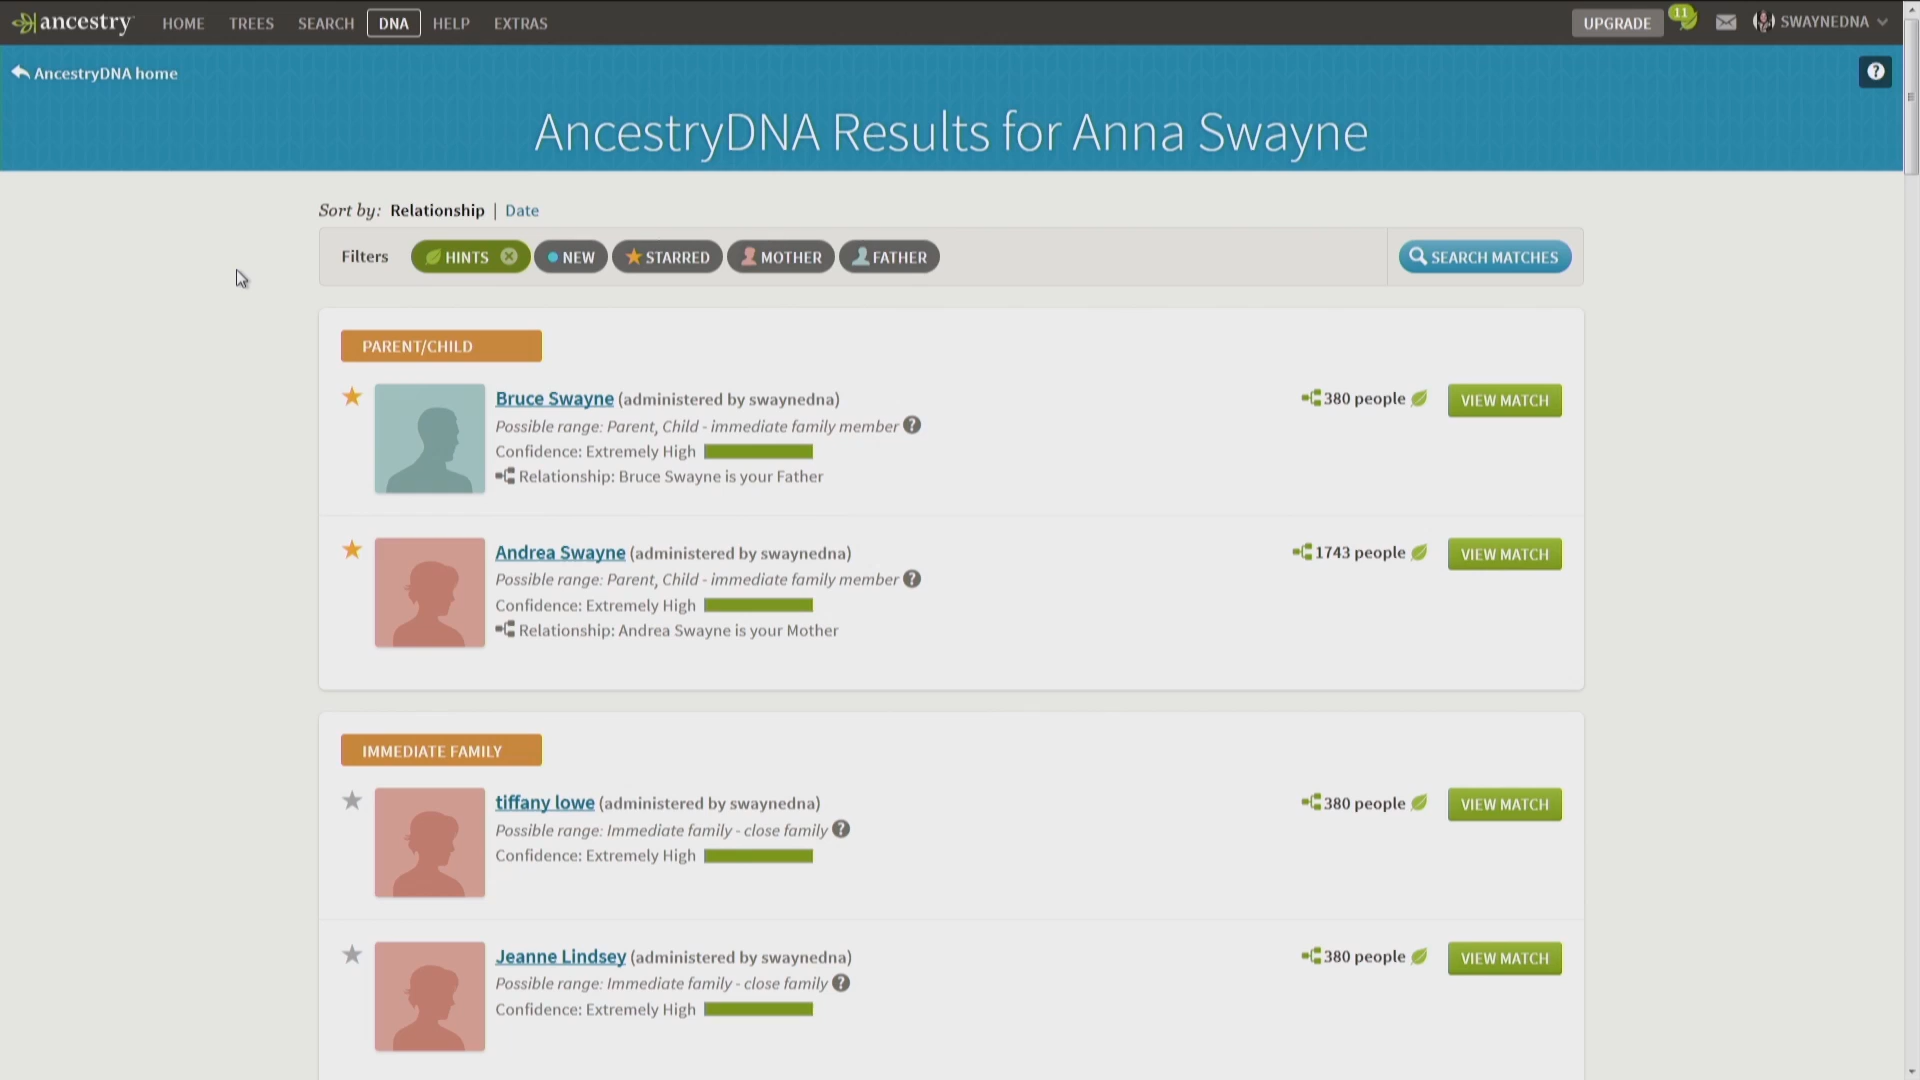 ancestry HOME TREES SEARCH DNA HELP EXTRAS UPGRADE 11 SWAYNEDNA
AncestryDNA home ?
AncestryDNA Results for Anna Swayne
Sort by: Relationship | Date
Filters HINTS NEW STARRED MOTHER FATHER SEARCH MATCHES
PARENT/CHILD
Bruce Swayne (administered by swaynedna) 380 people VIEW MATCH
Possible range: Parent, Child - immediate family member ?
Confidence: Extremely High
Relationship: Bruce Swayne is your Father
Andrea Swayne (administered by swaynedna) 1743 people VIEW MATCH
Possible range: Parent, Child - immediate family member ?
Confidence: Extremely High
Relationship: Andrea Swayne is your Mother
IMMEDIATE FAMILY
tiffany lowe (administered by swaynedna) 380 people VIEW MATCH
Possible range: Immediate family - close family ?
Confidence: Extremely High
Jeanne Lindsey (administered by swaynedna) 380 people VIEW MATCH
Possible range: Immediate family - close family ?
Confidence: Extremely High